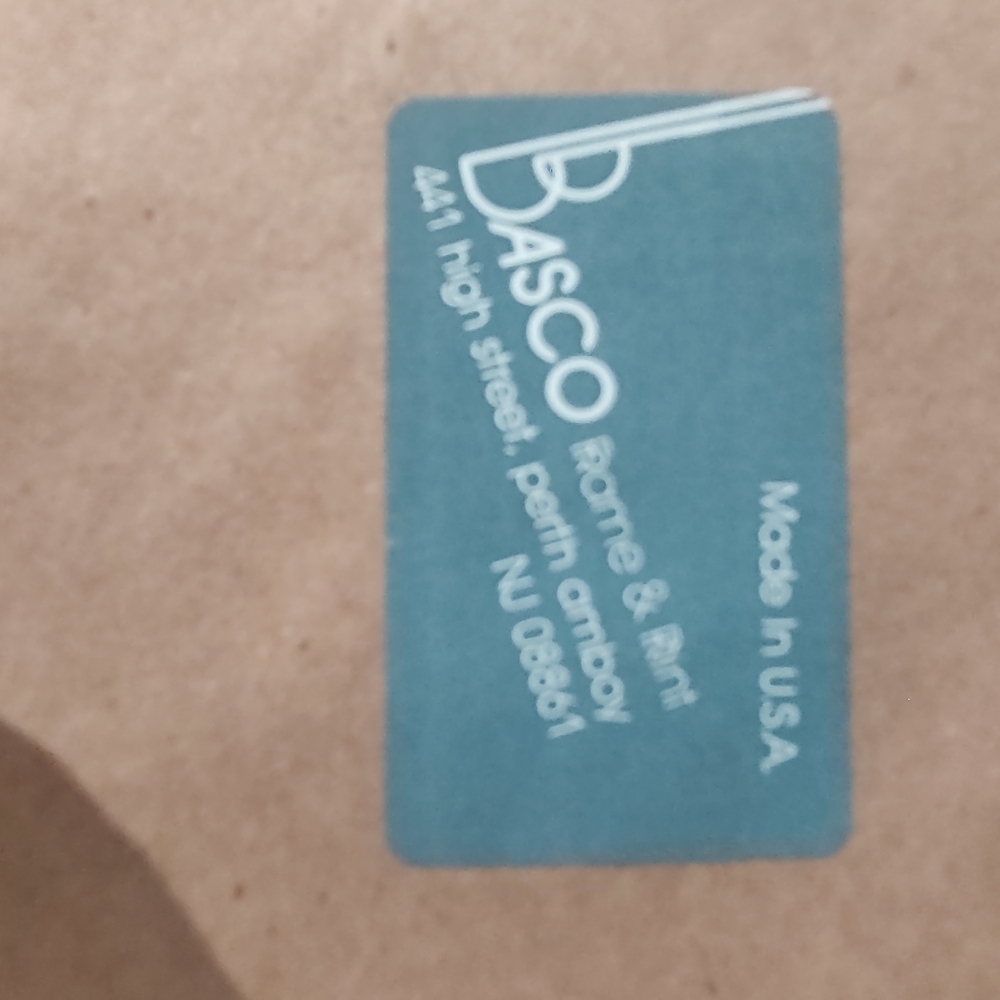 Made In U.S.A.
BASCO Frame & Print
441 high street, perth amboy
NJ 08861